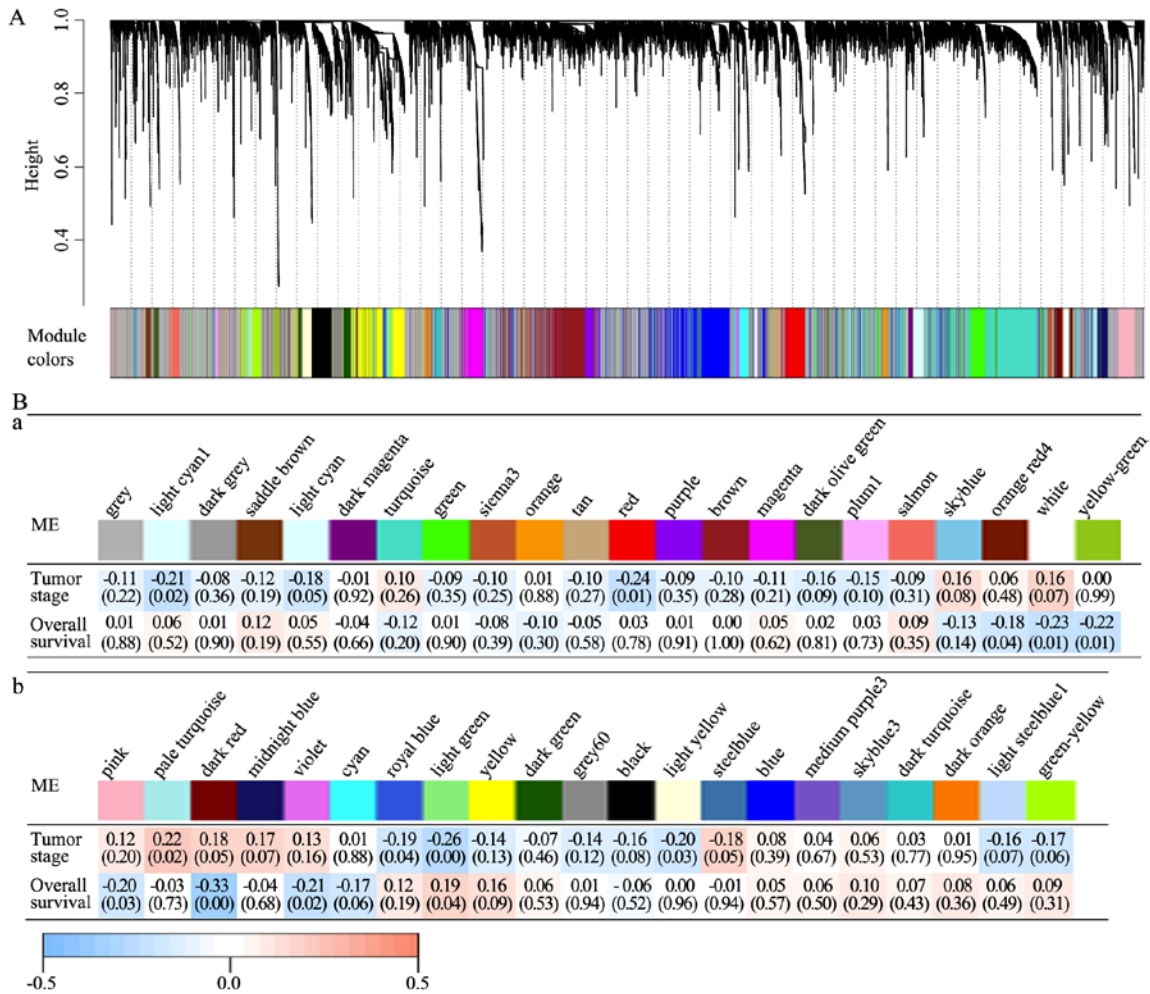 A
1.0
0.8
0.6
0.4
Height
Module
colors
B
a
ME
grey
light cyan1
dark grey
saddle brown
light cyan
dark magenta
turquoise
green
sienna3
orange
tan
red
purple
brown
magenta
dark olive green
plum1
salmon
skyblue
orange red4
white
yellow-green
Tumor -0.11 -0.21 -0.08 -0.12 -0.18 -0.01 0.10 -0.09 -0.10 0.01 -0.10 -0.24 -0.09 -0.10 -0.11 -0.16 -0.15 -0.09 0.16 0.06 0.16 0.00
stage (0.22) (0.02) (0.36) (0.19) (0.05) (0.92) (0.26) (0.35) (0.25) (0.88) (0.27) (0.01) (0.35) (0.28) (0.21) (0.09) (0.10) (0.31) (0.08) (0.48) (0.07) (0.99)
Overall 0.01 0.06 0.01 0.12 0.05 -0.04 -0.12 0.01 -0.08 -0.10 -0.05 0.03 0.01 0.00 0.05 0.02 0.03 0.09 -0.13 -0.18 -0.23 -0.22
survival (0.88) (0.52) (0.90) (0.19) (0.55) (0.66) (0.20) (0.90) (0.39) (0.30) (0.58) (0.78) (0.91) (1.00) (0.62) (0.81) (0.73) (0.35) (0.14) (0.04) (0.01) (0.01)
b
ME
pink
pale turquoise
dark red
midnight blue
violet
cyan
royal blue
light green
yellow
dark green
grey60
black
light yellow
steelblue
blue
medium purple3
skyblue3
dark turquoise
dark orange
light steelblue1
green-yellow
Tumor 0.12 0.22 0.18 0.17 0.13 0.01 -0.19 -0.26 -0.14 -0.07 -0.14 -0.16 -0.20 -0.18 0.08 0.04 0.06 0.03 0.01 -0.16 -0.17
stage (0.20) (0.02) (0.05) (0.07) (0.16) (0.88) (0.04) (0.00) (0.13) (0.46) (0.12) (0.08) (0.03) (0.05) (0.39) (0.67) (0.53) (0.77) (0.95) (0.07) (0.06)
Overall -0.20 -0.03 -0.33 -0.04 -0.21 -0.17 0.12 0.19 0.16 0.06 0.01 - 0.06 0.00 -0.01 0.05 0.06 0.10 0.07 0.08 0.06 0.09
survival (0.03) (0.73) (0.00) (0.68) (0.02) (0.06) (0.19) (0.04) (0.09) (0.53) (0.94) (0.52) (0.96) (0.94) (0.57) (0.50) (0.29) (0.43) (0.36) (0.49) (0.31)
-0.5 0.0 0.5